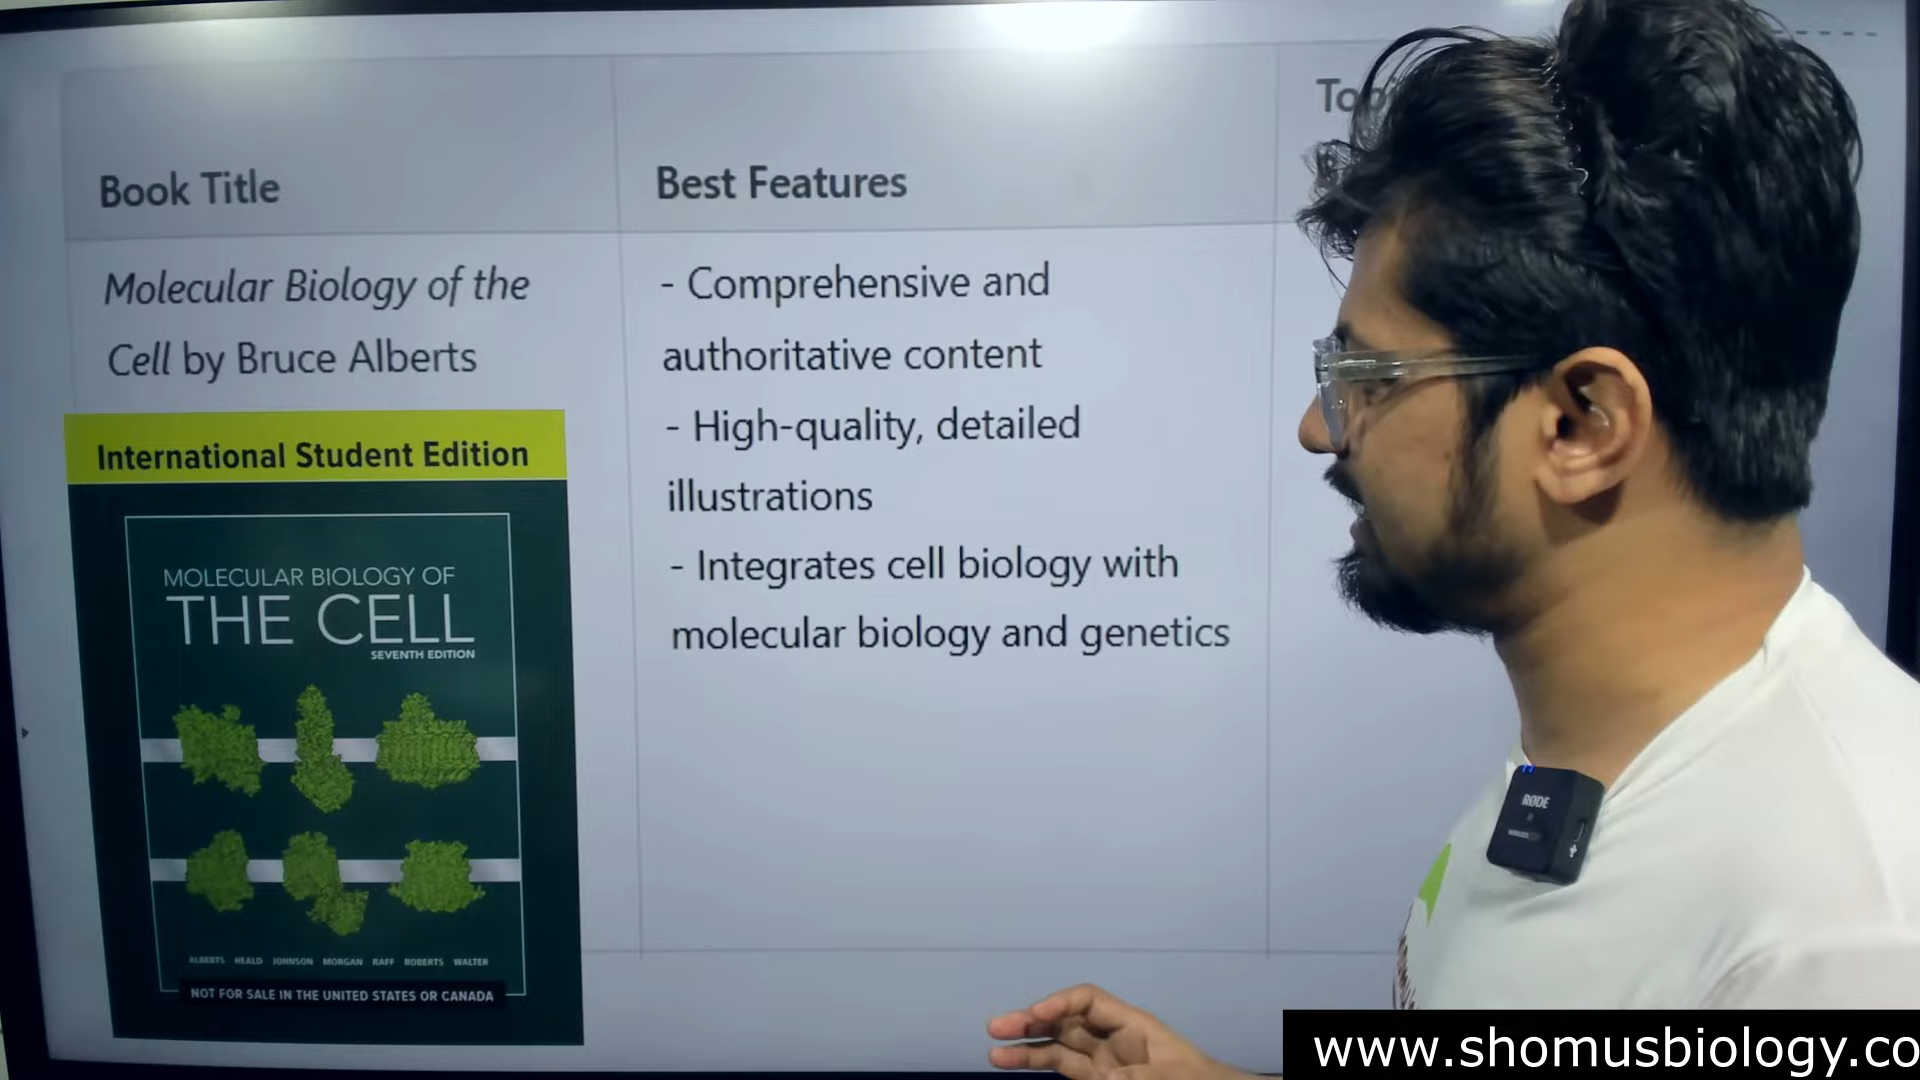 Book Title
Best Features
Molecular Biology of the
Cell by Bruce Alberts
- Comprehensive and
authoritative content
- High-quality, detailed
illustrations
- Integrates cell biology with
molecular biology and genetics
International Student Edition
MOLECULAR BIOLOGY OF
THE CELL
SEVENTH EDITION
ALBERTS HEALD JOHNSON MORGAN RAFF ROBERTS WALTER
NOT FOR SALE IN THE UNITED STATES OR CANADA
RØDE
www.shomusbiology.co